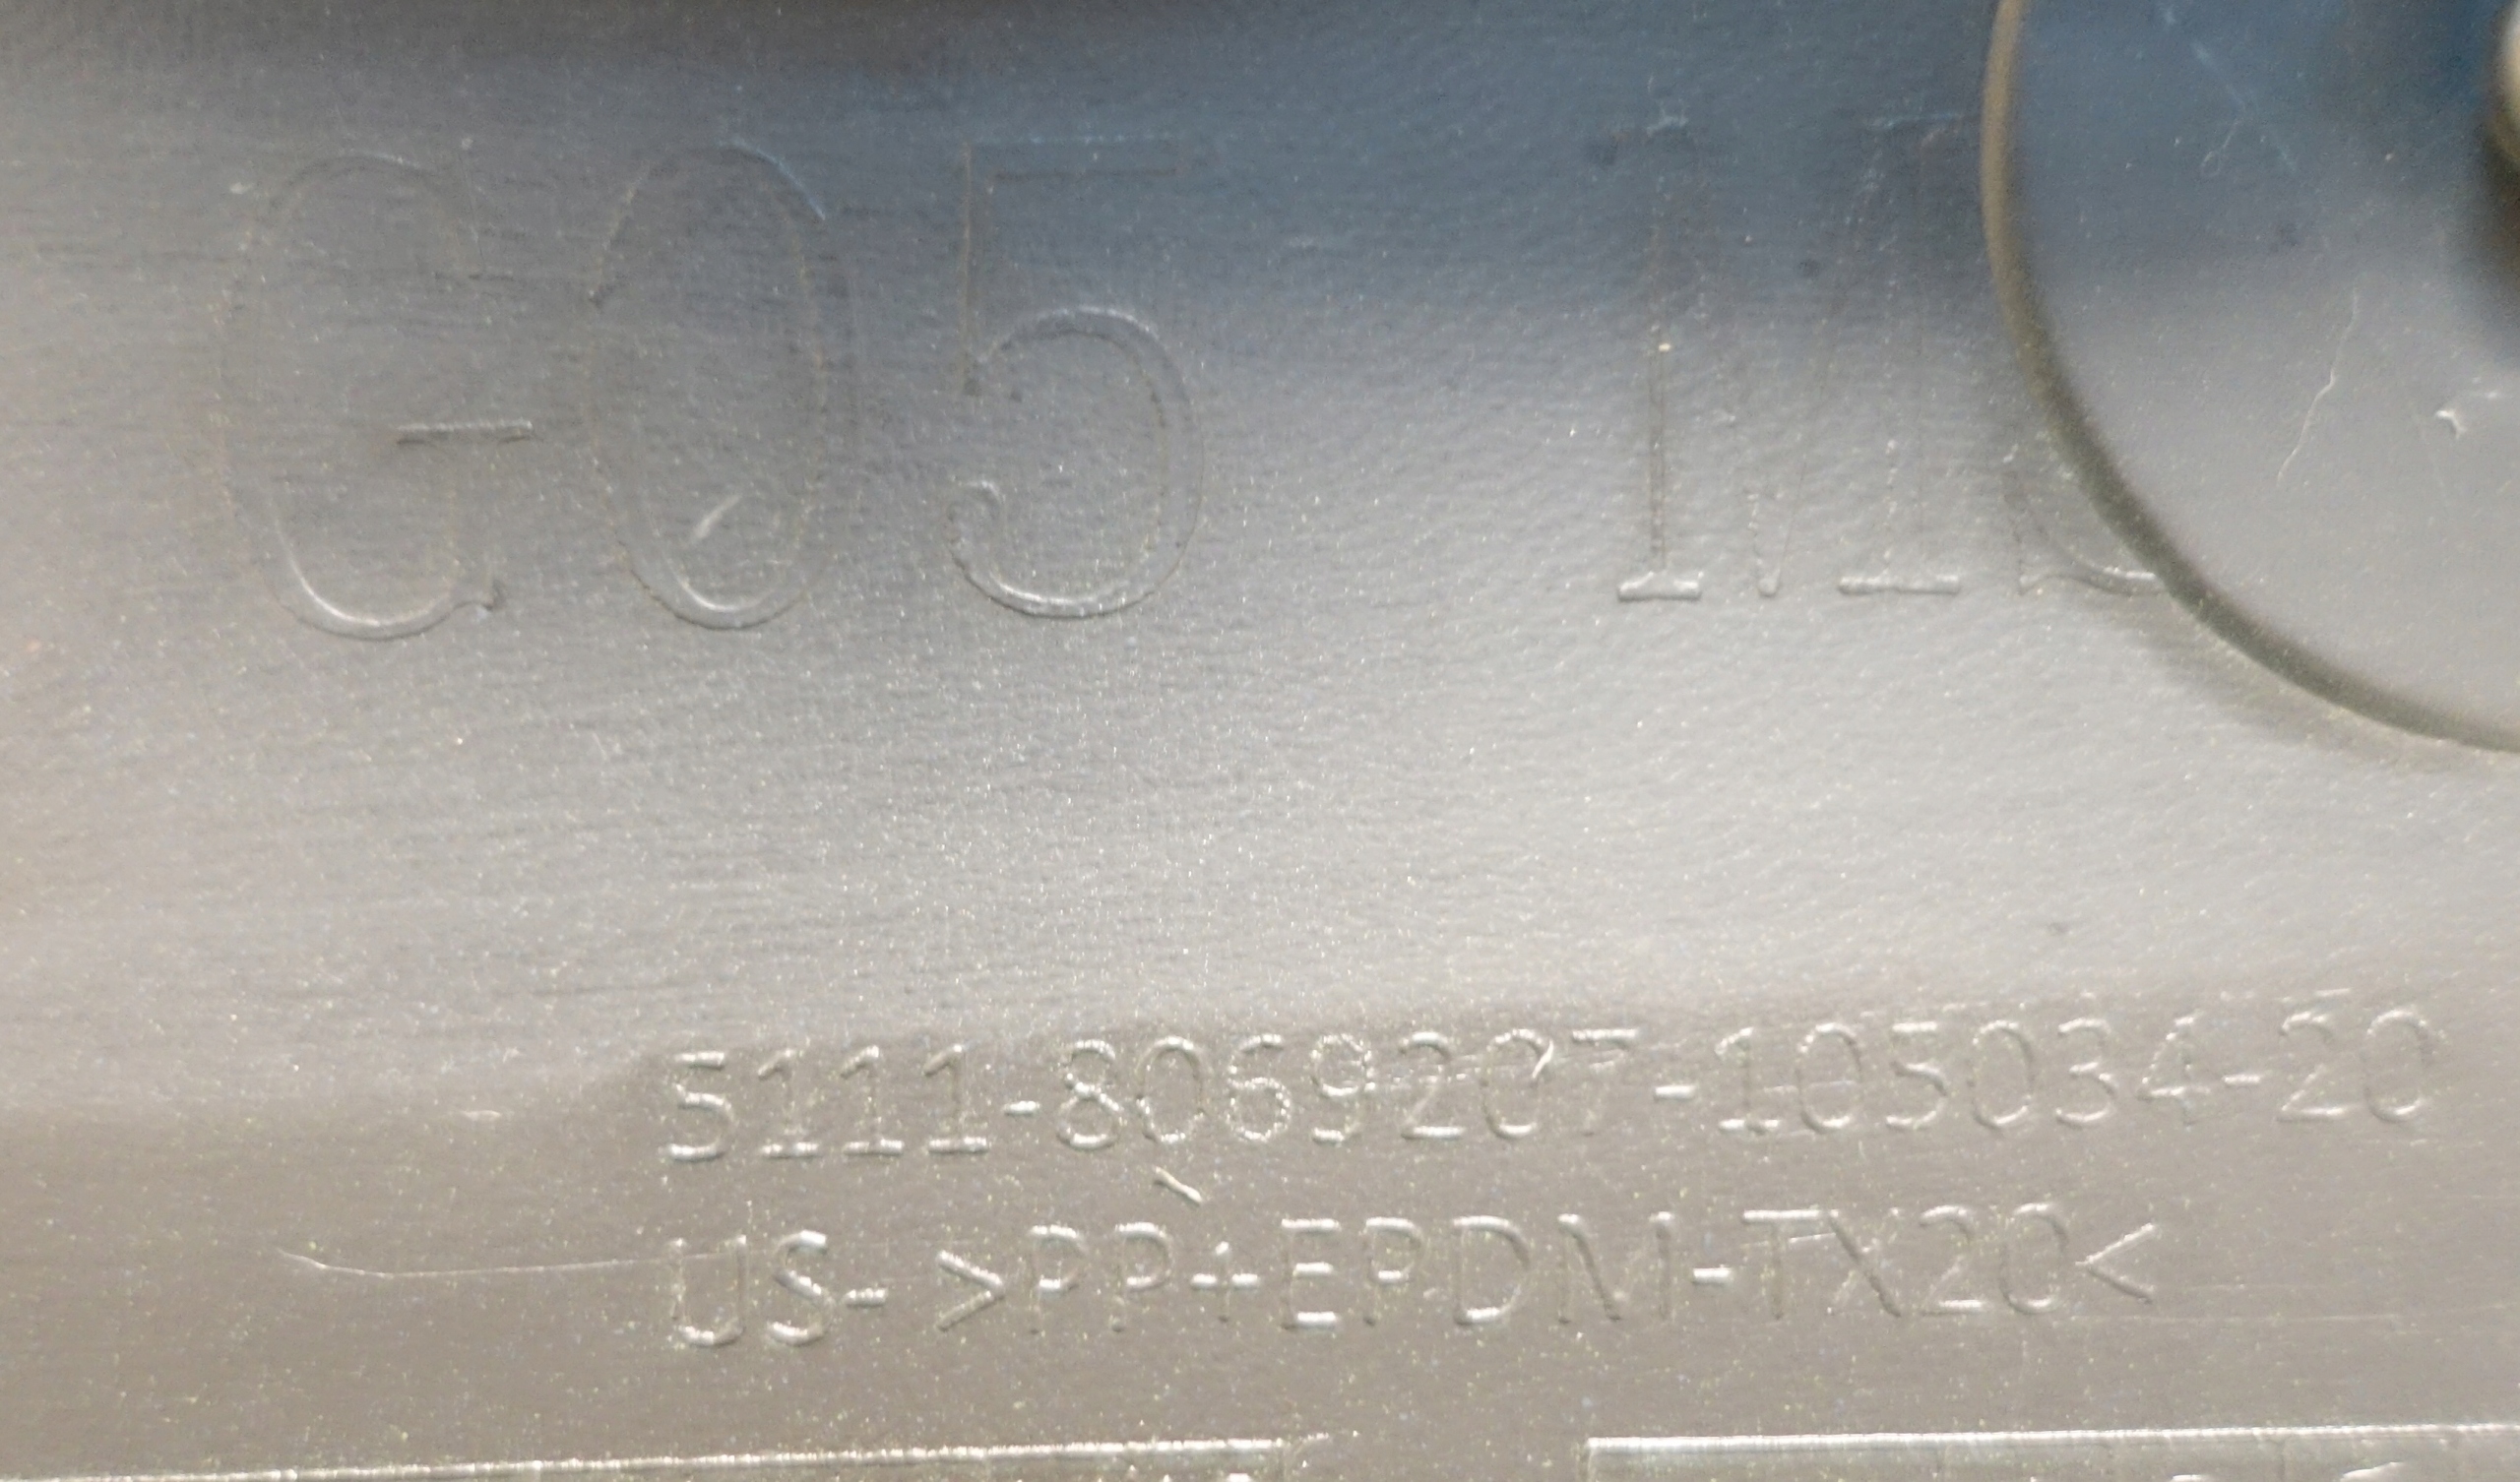 G05 M
5111-8069207-105034-20
US- >PP+EPDM-TX20<